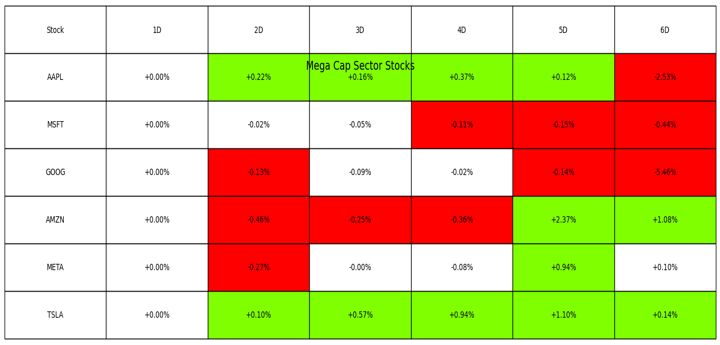 Stock 1D 2D 3D 4D 5D 6D
Mega Cap Sector Stocks
AAPL +0.00% +0.22% +0.16% +0.37% +0.12% -2.53%
MSFT +0.00% -0.02% -0.05% -0.11% -0.15% -0.44%
GOOG +0.00% -0.13% -0.09% -0.02% -0.14%
AMZN +0.00% -0.46% -0.25% -0.36% +2.37% +1.08%
META +0.00% -0.27% -0.00% -0.08% +0.94% +0.10%
TSLA +0.00% +0.10% +0.57% +0.94% +1.10% +0.14%